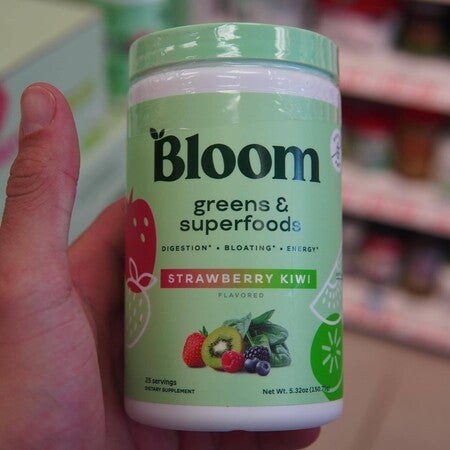 Bloom
greens &
superfoods
DIGESTION* • BLOATING* • ENERGY*
STRAWBERRY KIWI
FLAVORED
25 servings
DIETARY SUPPLEMENT
Net Wt. 5.32oz